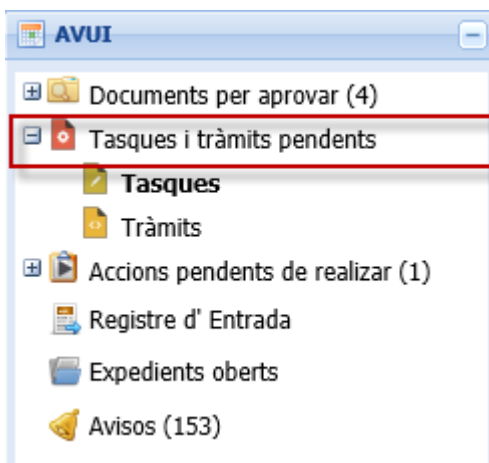 AVUI
Documents per aprovar (4)
Tasques i tràmits pendents
Tasques
Tràmits
Accions pendents de realizar (1)
Registre d' Entrada
Expedients oberts
Avisos (153)